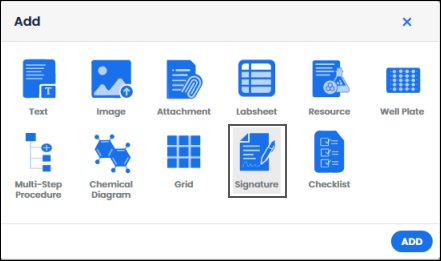 Add
Text
Image
Attachment
Labsheet
Resource
Well Plate
Multi-Step
Procedure
Chemical
Diagram
Grid
Signature
Checklist
ADD